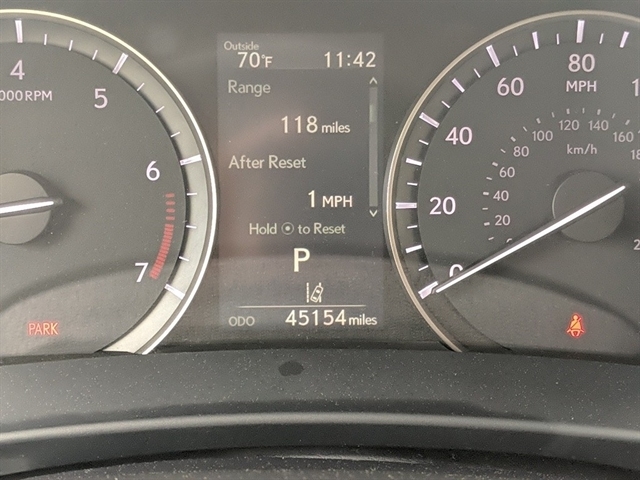 Outside
70°F 11:42
Range
118 miles
After Reset
1 MPH
Hold to Reset
P
ODO 45154 miles
4
000 RPM
5
6
7
PARK
80
MPH
60
40
20
0
120 140
100 160
80
60
40
20
km/h